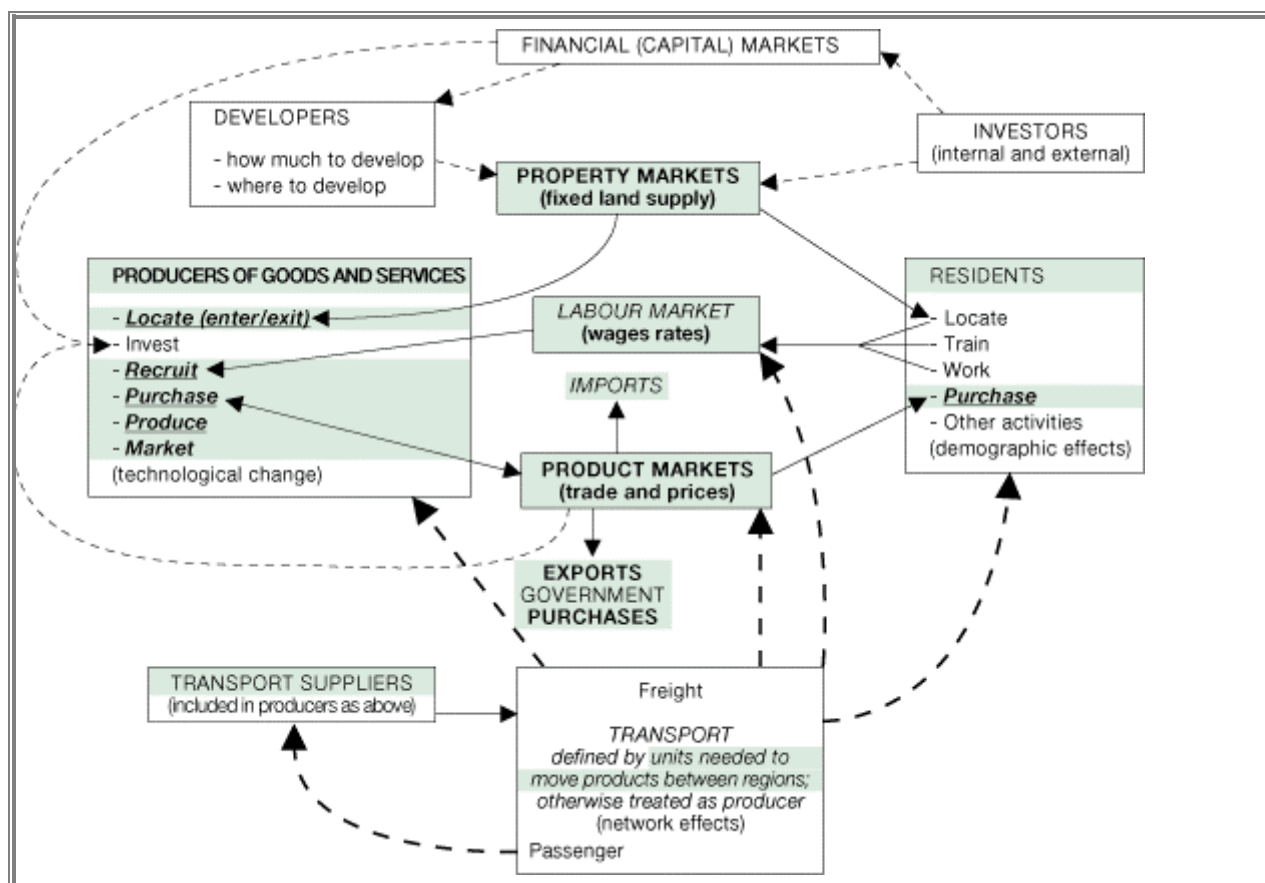 FINANCIAL (CAPITAL) MARKETS
DEVELOPERS
- how much to develop
- where to develop
INVESTORS
(internal and external)
PROPERTY MARKETS
(fixed land supply)
PRODUCERS OF GOODS AND SERVICES
- Locate (enter/exit)
- Invest
- Recruit
- Purchase
- Produce
- Market
(technological change)
LABOUR MARKET
(wages rates)
IMPORTS
PRODUCT MARKETS
(trade and prices)
EXPORTS
GOVERNMENT
PURCHASES
RESIDENTS
- Locate
- Train
- Work
- Purchase
- Other activities
(demographic effects)
TRANSPORT SUPPLIERS
(included in producers as above)
Freight
TRANSPORT
defined by units needed to
move products between regions;
otherwise treated as producer
(network effects)
Passenger